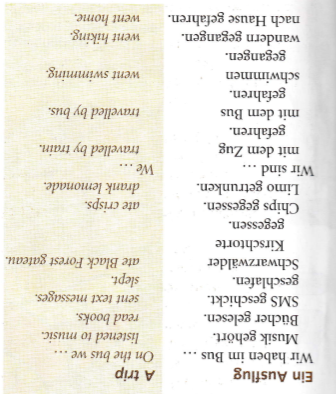 Ein Ausflug
A trip
Wir haben im Bus …
On the bus we …
Musik gehört.
listened to music.
Bücher gelesen.
read books.
SMS geschickt.
sent text messages.
geschlafen.
slept.
Schwarzwälder
Kirschtorte
gegessen.
ate Black Forest gateau.
Chips gegessen.
ate crisps.
Limo getrunken.
drank lemonade.
Wir sind …
We …
mit dem Zug
gefahren.
travelled by train.
mit dem Bus
gefahren.
travelled by bus.
schwimmen
gegangen.
went swimming.
wandern gegangen.
went hiking.
nach Hause gefahren.
went home.